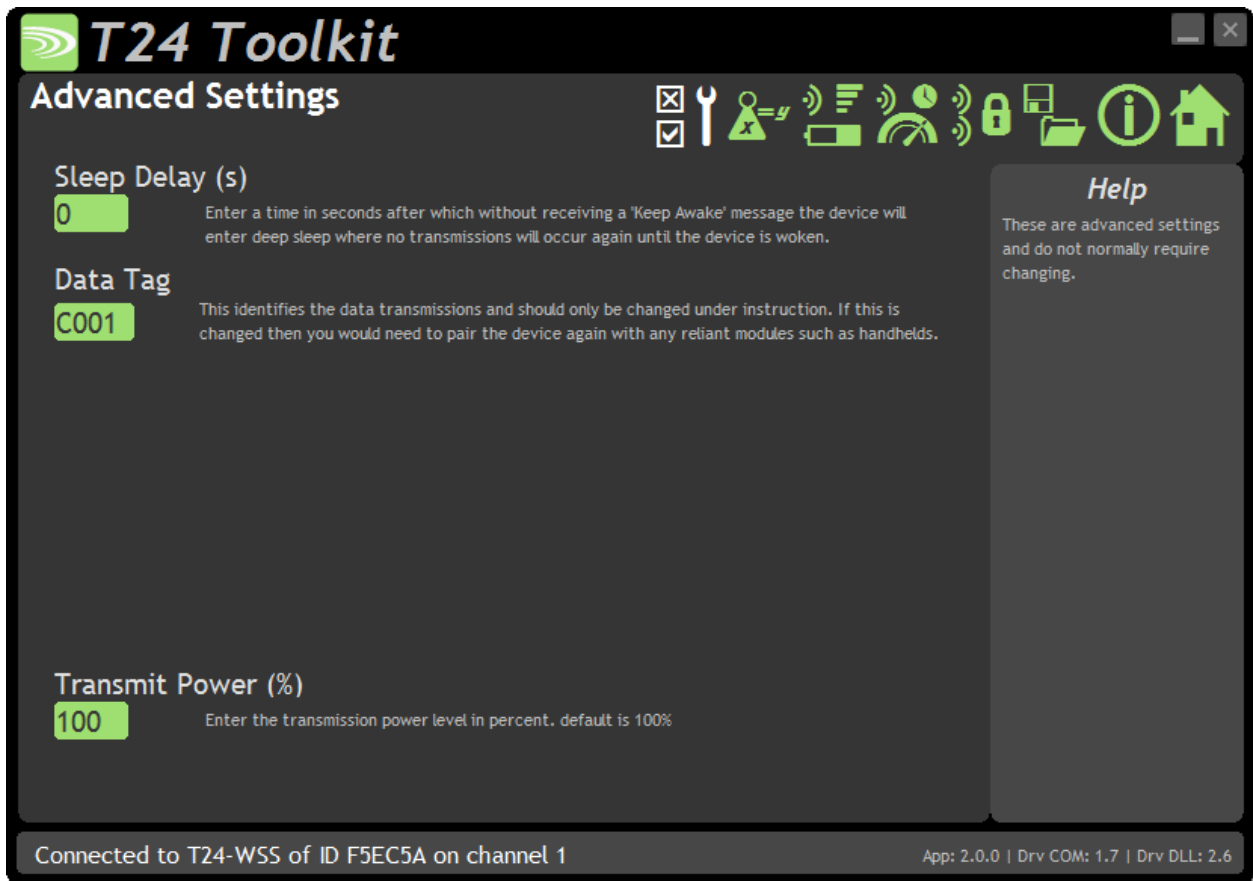 T24 Toolkit
Advanced Settings
x=y
Sleep Delay (s)
0
Enter a time in seconds after which without receiving a 'Keep Awake' message the device will
enter deep sleep where no transmissions will occur again until the device is woken.
Data Tag
C001
This identifies the data transmissions and should only be changed under instruction. If this is
changed then you would need to pair the device again with any reliant modules such as handhelds.
Transmit Power (%)
100
Enter the transmission power level in percent. default is 100%
Help
These are advanced settings
and do not normally require
changing.
Connected to T24-WSS of ID F5EC5A on channel 1
App: 2.0.0 | Drv COM: 1.7 | Drv DLL: 2.6